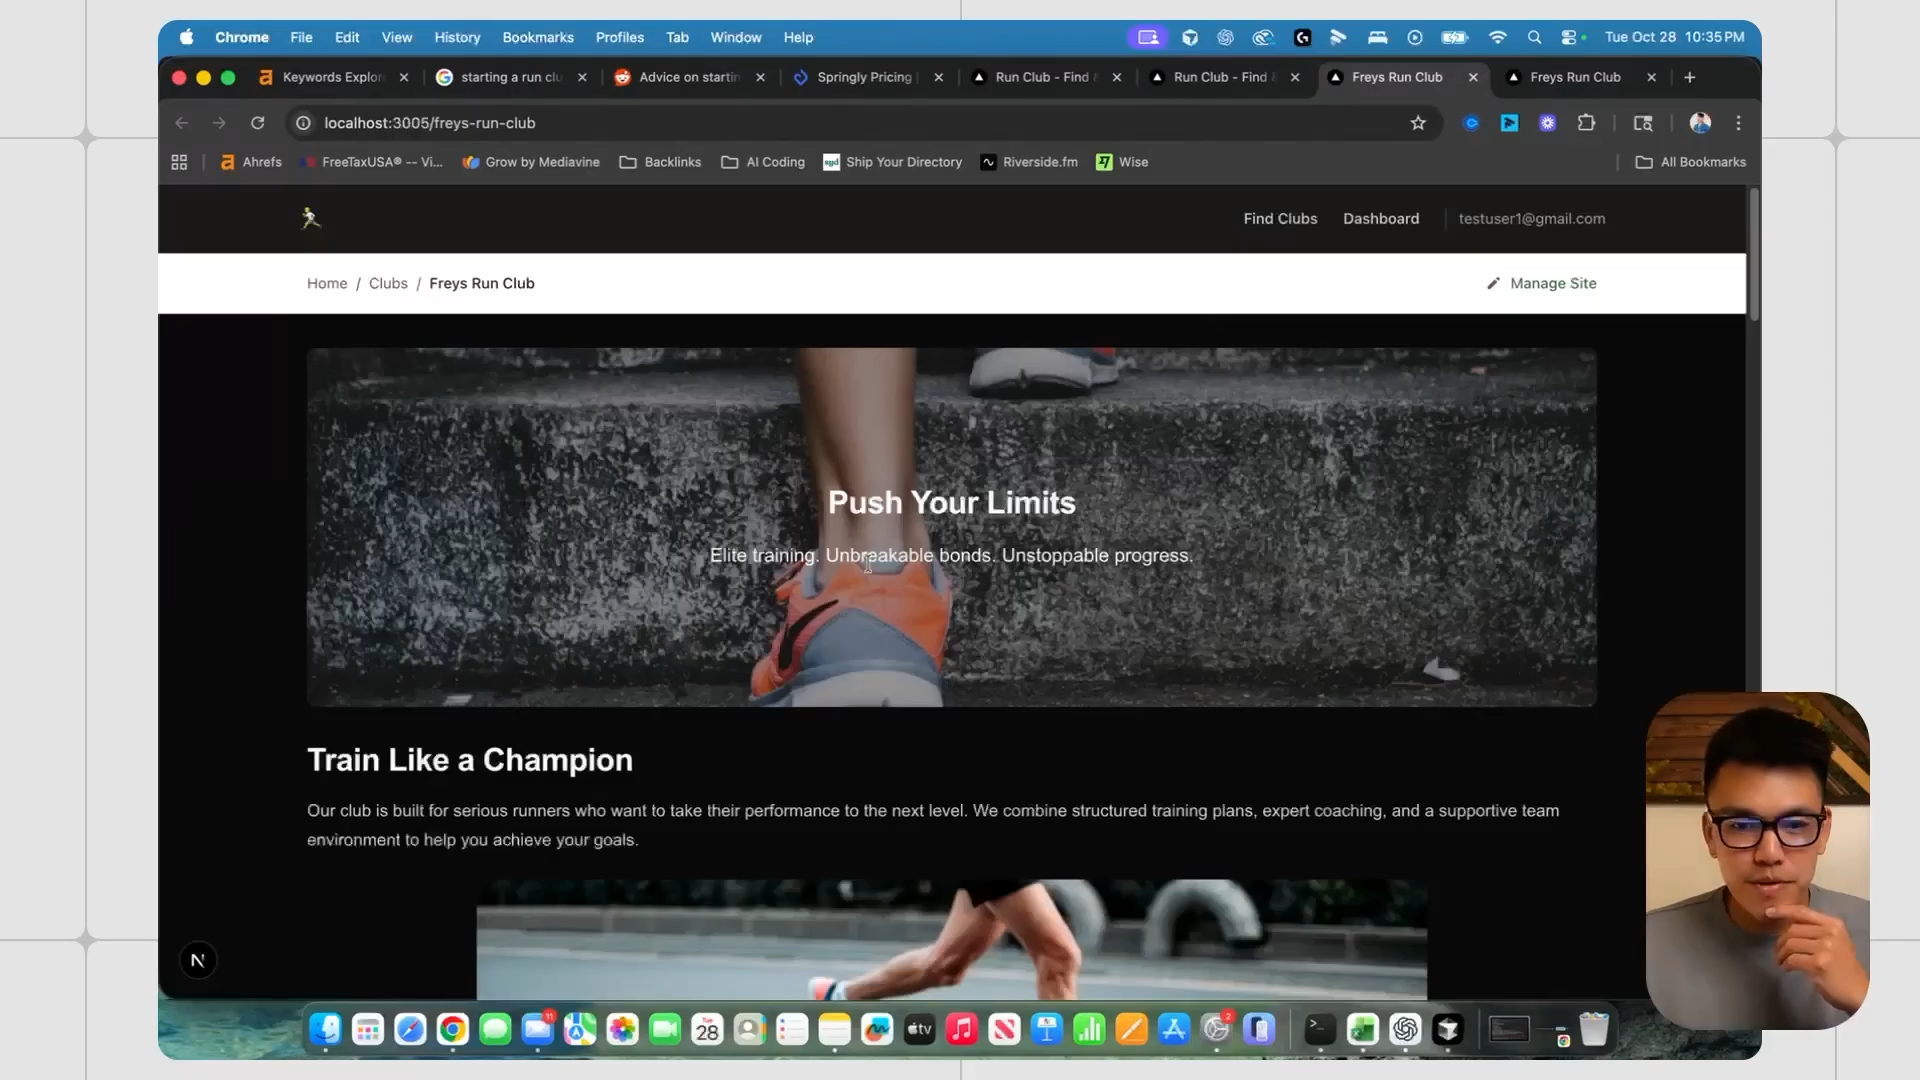 Chrome File Edit View History Bookmarks Profiles Tab Window Help Tue Oct 28 10:35 PM
Keywords Explor starting a run clu Advice on startin Springly Pricing Run Club - Find Run Club - Find Freys Run Club Freys Run Club
localhost:3005/freys-run-club
Ahrefs FreeTaxUSA® -- Vi... Grow by Mediavine Backlinks AI Coding syd Ship Your Directory Riverside.fm Wise All Bookmarks
Find Clubs Dashboard testuser1@gmail.com
Home / Clubs / Freys Run Club Manage Site
Push Your Limits
Elite training. Unbreakable bonds. Unstoppable progress.
Train Like a Champion
Our club is built for serious runners who want to take their performance to the next level. We combine structured training plans, expert coaching, and a supportive team
environment to help you achieve your goals.
N
11 Tue 28 tv 2